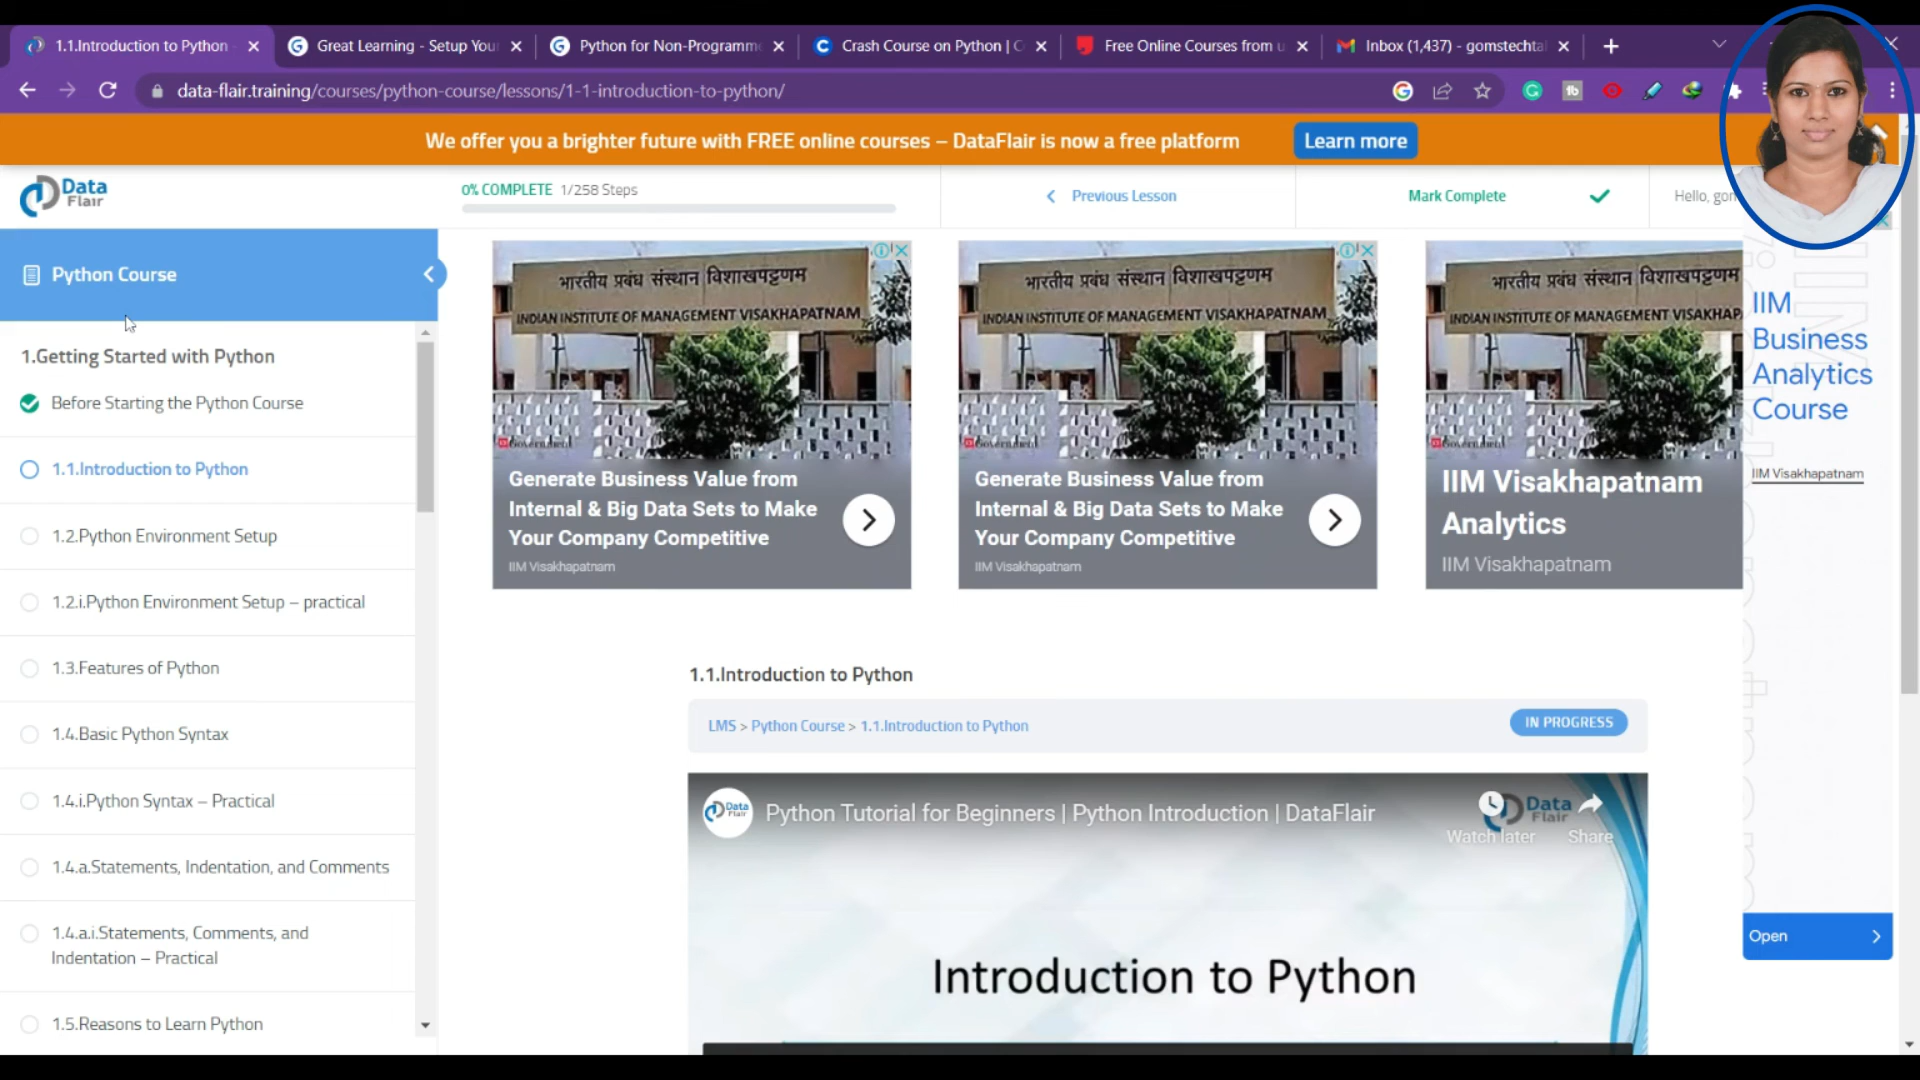 1.1.Introduction to Python
Great Learning - Setup You
Python for Non-Programme
Crash Course on Python | C
Free Online Courses from u
Inbox (1,437) - gomstechtal
data-flair.training/courses/python-course/lessons/1-1-introduction-to-python/
We offer you a brighter future with FREE online courses – DataFlair is now a free platform
Learn more
Data
Flair
0% COMPLETE 1/258 Steps
Previous Lesson
Mark Complete
Hello, gom
Python Course
1.Getting Started with Python
Before Starting the Python Course
1.1.Introduction to Python
1.2.Python Environment Setup
1.2.i.Python Environment Setup – practical
1.3.Features of Python
1.4.Basic Python Syntax
1.4.i.Python Syntax – Practical
1.4.a.Statements, Indentation, and Comments
1.4.a.i.Statements, Comments, and
Indentation – Practical
1.5.Reasons to Learn Python
भारतीय प्रबंध संस्थान विशाखपट्टणम
INDIAN INSTITUTE OF MANAGEMENT VISAKHAPATNAM
Generate Business Value from
Internal & Big Data Sets to Make
Your Company Competitive
IIM Visakhapatnam
भारतीय प्रबंध संस्थान विशाखपट्टणम
INDIAN INSTITUTE OF MANAGEMENT VISAKHAPATNAM
Generate Business Value from
Internal & Big Data Sets to Make
Your Company Competitive
IIM Visakhapatnam
भारतीय प्रबंध संस्थान विशाखपट्टणम
INDIAN INSTITUTE OF MANAGEMENT VISAKHAP
IIM Visakhapatnam
Analytics
IIM Visakhapatnam
IIM
Business
Analytics
Course
IIM Visakhapatnam
Open
1.1.Introduction to Python
LMS > Python Course > 1.1.Introduction to Python
IN PROGRESS
Data
Flair
Python Tutorial for Beginners | Python Introduction | DataFlair
Data
Flair
Watch later
Share
Introduction to Python